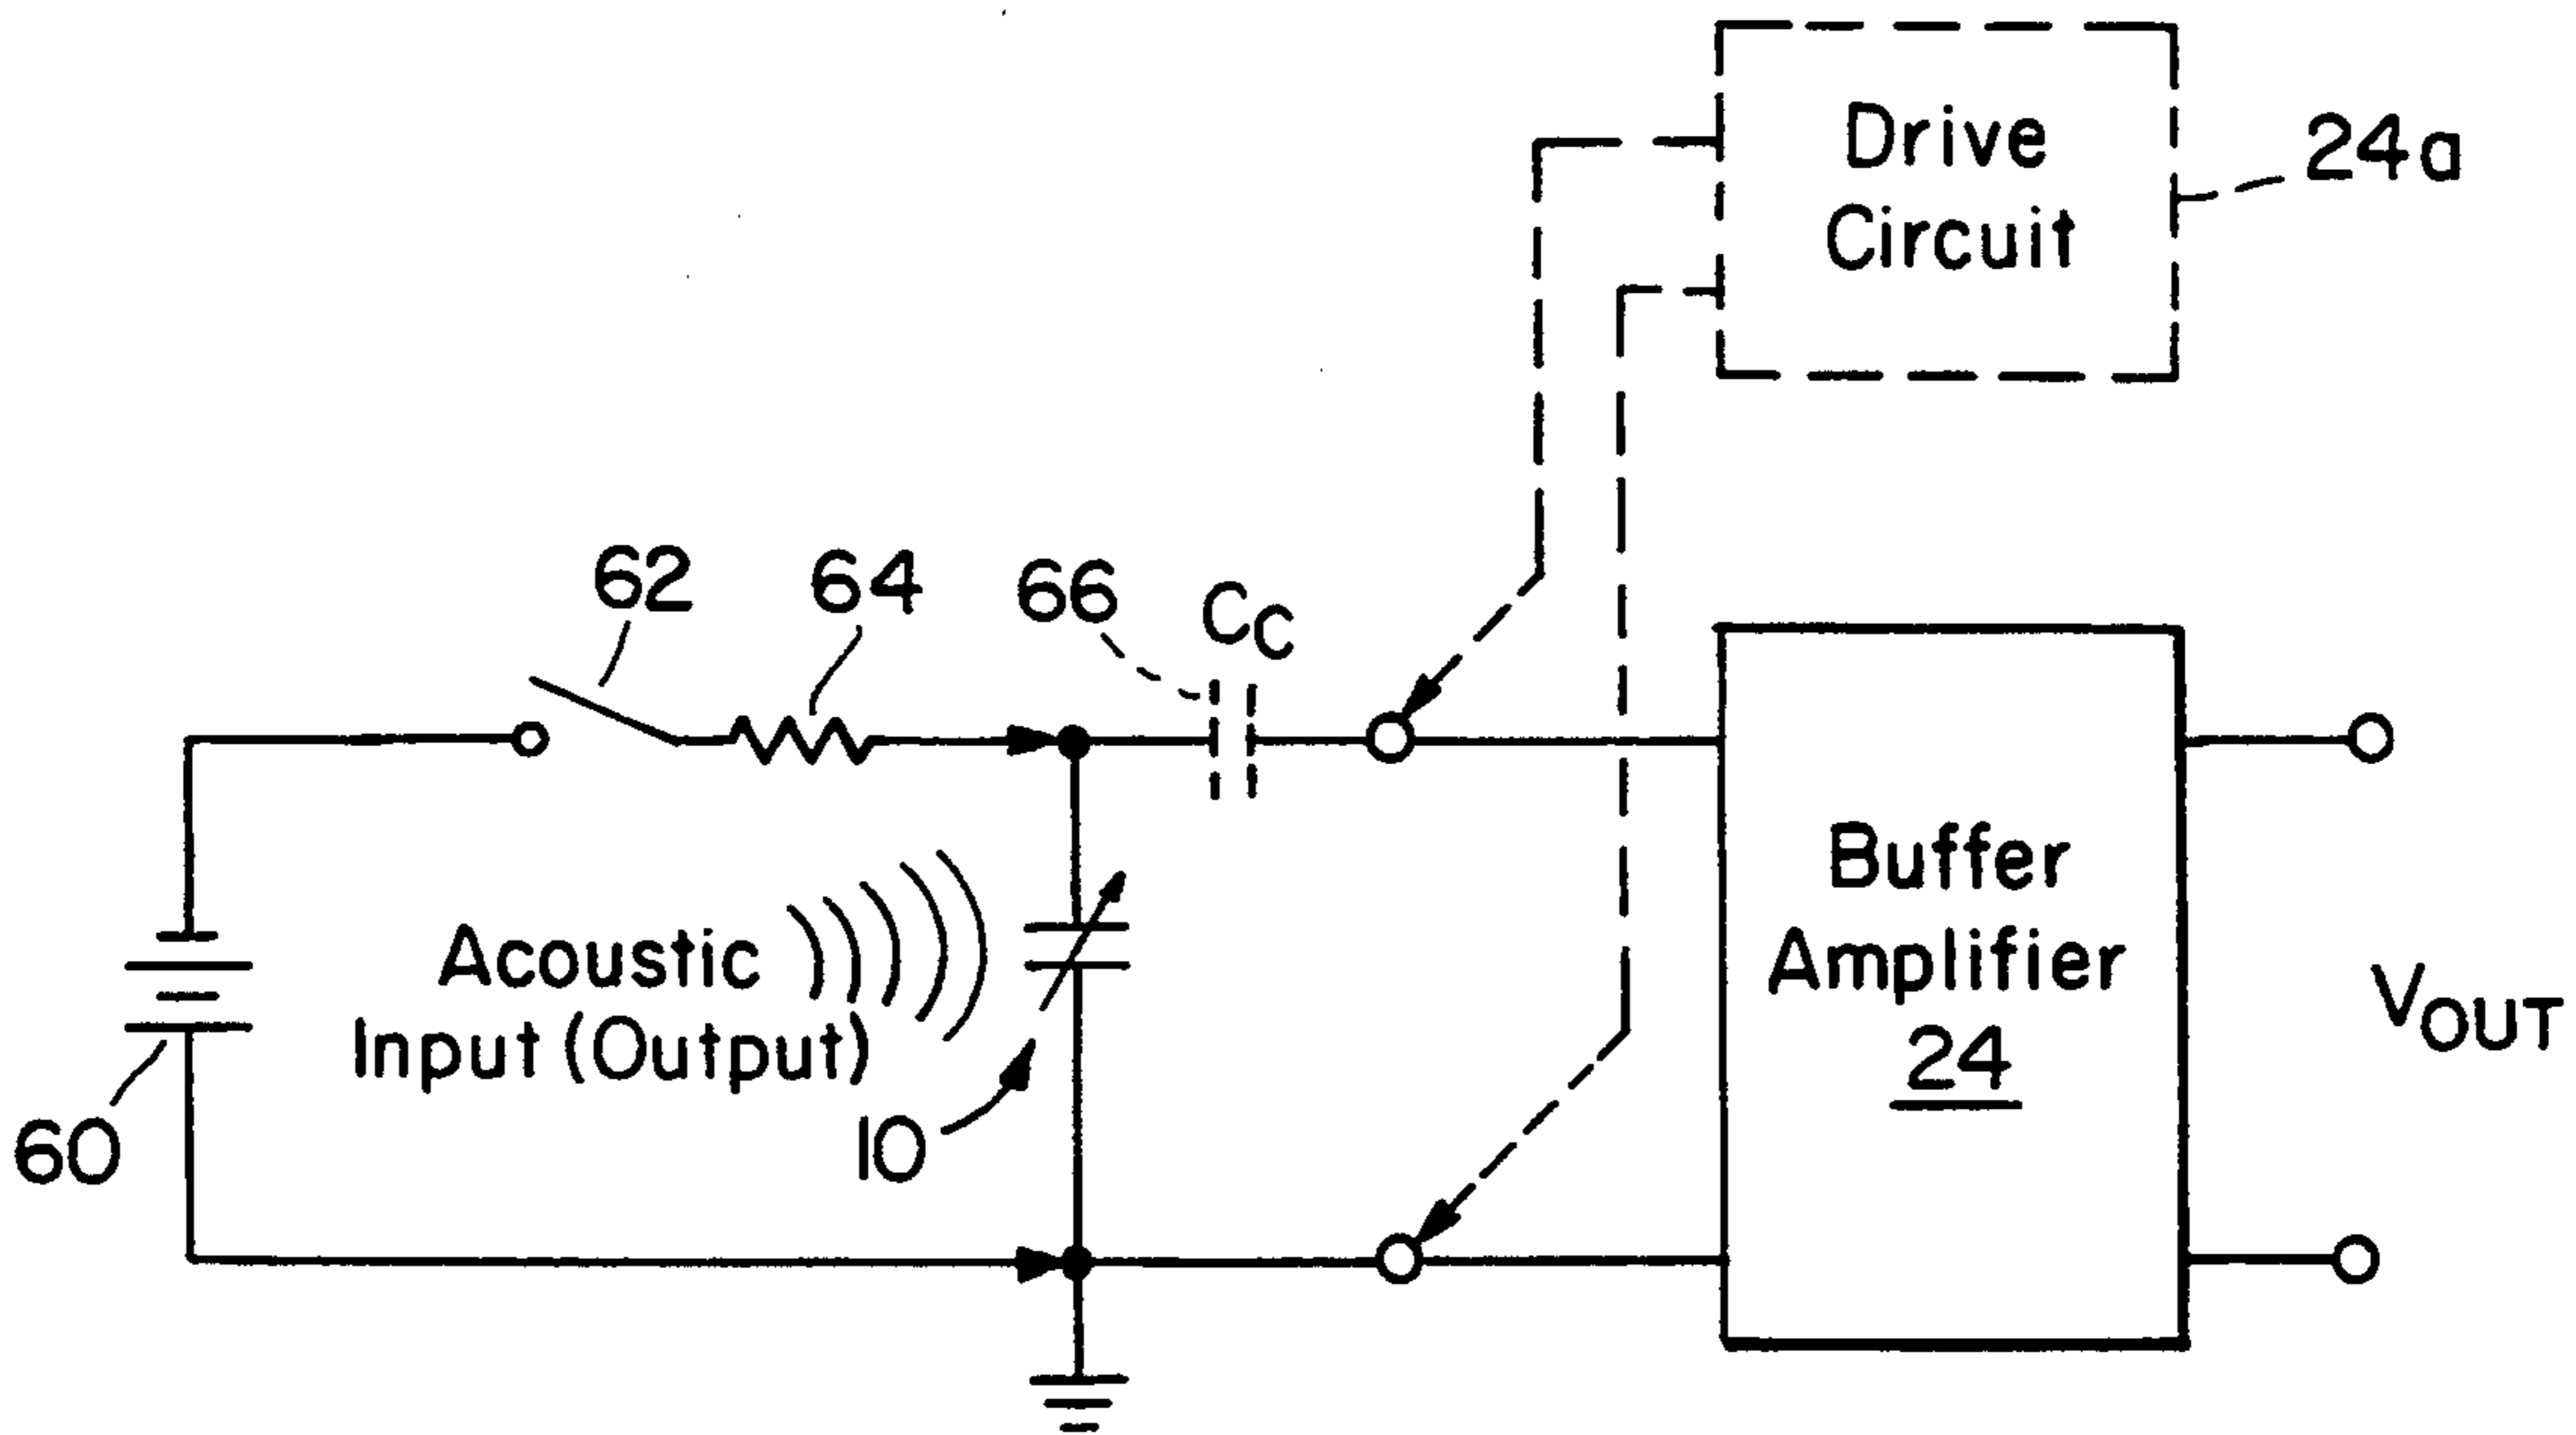 Drive
Circuit
24a
62
64
66
CC
Acoustic
Input (Output)
10
60
Buffer
Amplifier
24
VOUT